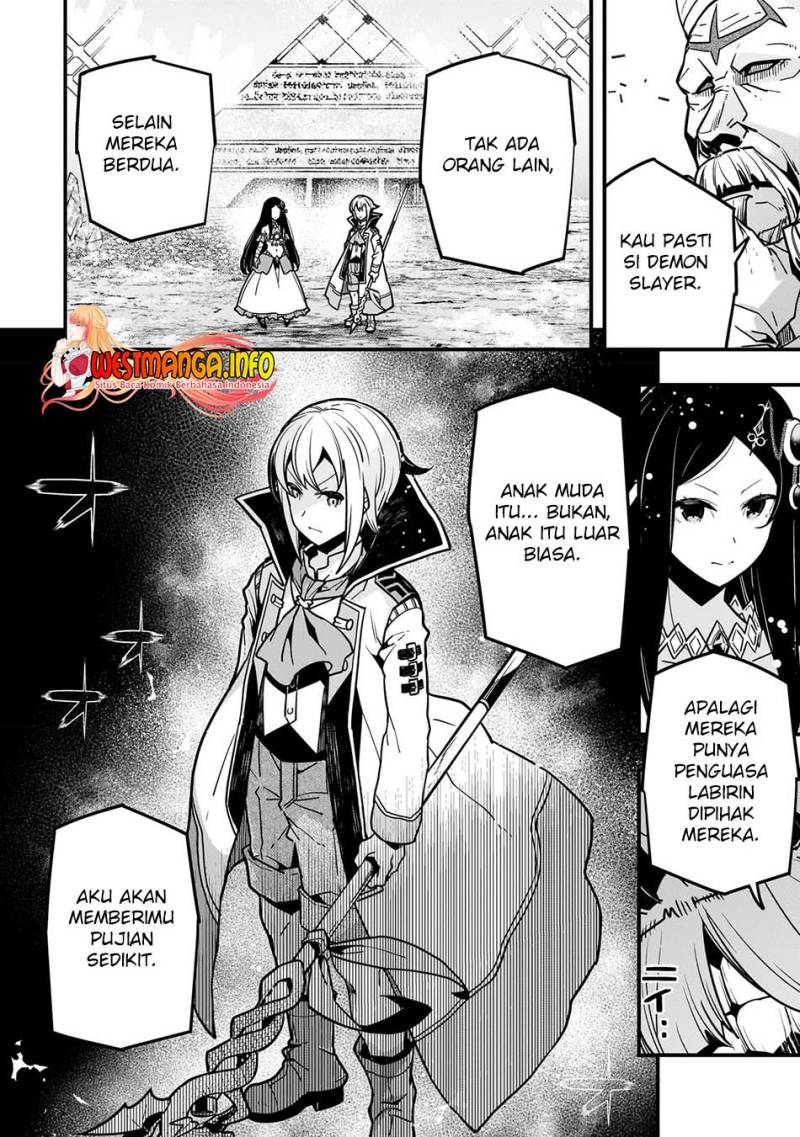 KAU PASTI
SI DEMON
SLAYER.
TAK ADA
ORANG LAIN,
SELAIN
MEREKA
BERDUA.
WESTMANGA.INFO
Situs Baca Komik Berbahasa Indonesia
ANAK MUDA
ITU... BUKAN,
ANAK ITU LUAR
BIASA.
APALAGI
MEREKA
PUNYA
PENGUASA
LABIRIN
DIPIHAK
MEREKA.
AKU AKAN
MEMBERIMU
PUJIAN
SEDIKIT.